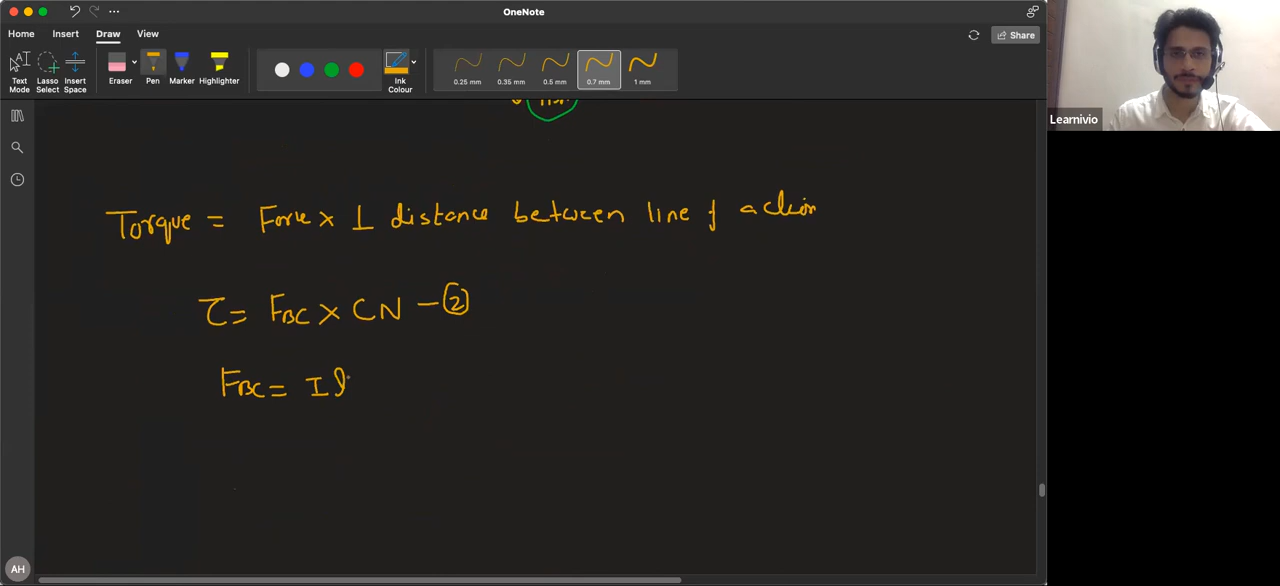 OneNote
Home Insert Draw View
Share
Text Mode
Lasso Select
Insert Space
Eraser
Pen
Marker
Highlighter
Ink Colour
0.25 mm
0.35 mm
0.5 mm
0.7 mm
1 mm
Learnivio
Torque = Force × ⊥ distance between line of action
τ = FBC × CN - ②
FBC = I l
AH